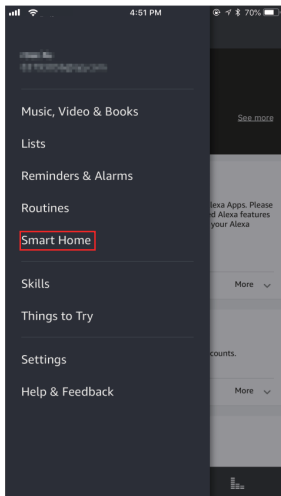 4:51 PM
70%
Music, Video & Books
See more
Lists
Reminders & Alarms
Routines
lexa Apps. Please
ed Alexa features
your Alexa
Smart Home
Skills
More
Things to Try
Settings
counts.
Help & Feedback
More